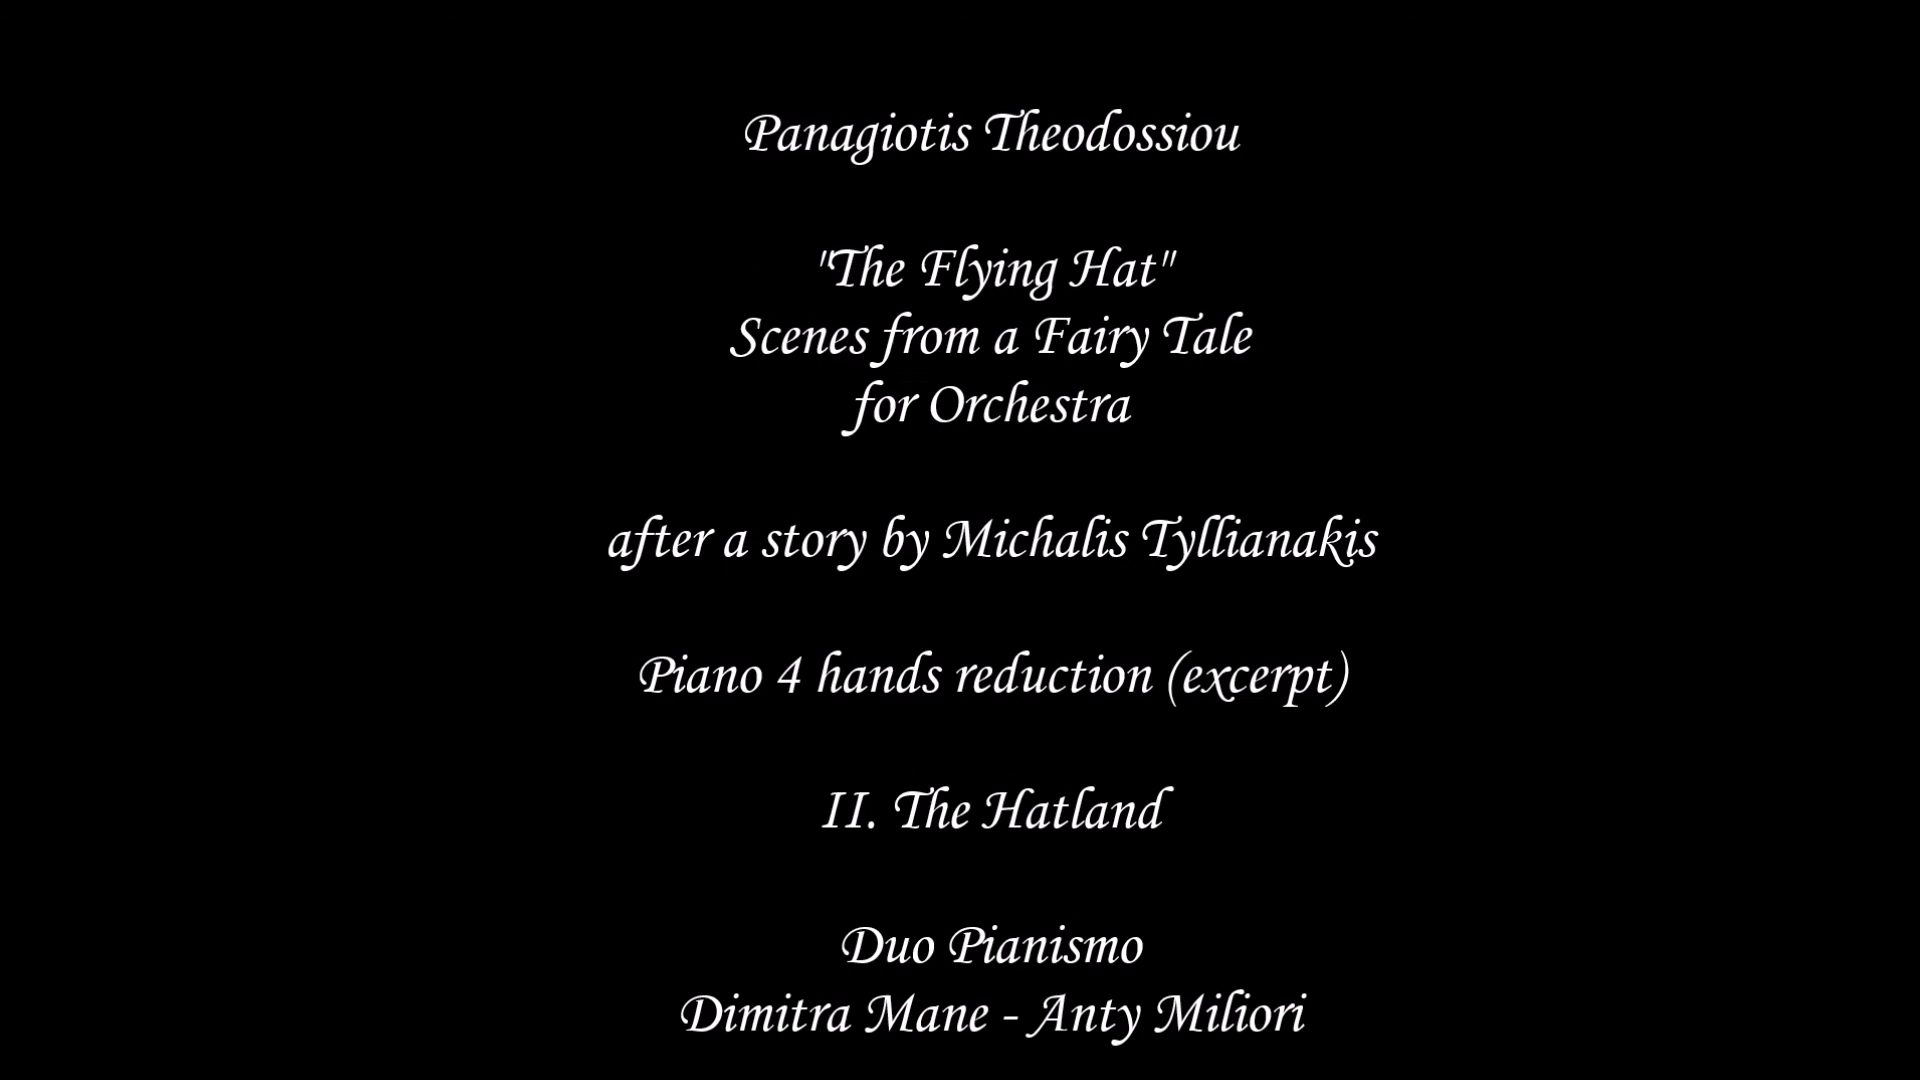 Panagiotis Theodossiou
"The Flying Hat"
Scenes from a Fairy Tale
for Orchestra
after a story by Michalis Tyllianakis
Piano 4 hands reduction (excerpt)
II. The Hatland
Duo Pianismo
Dimitra Mane - Anty Miliori